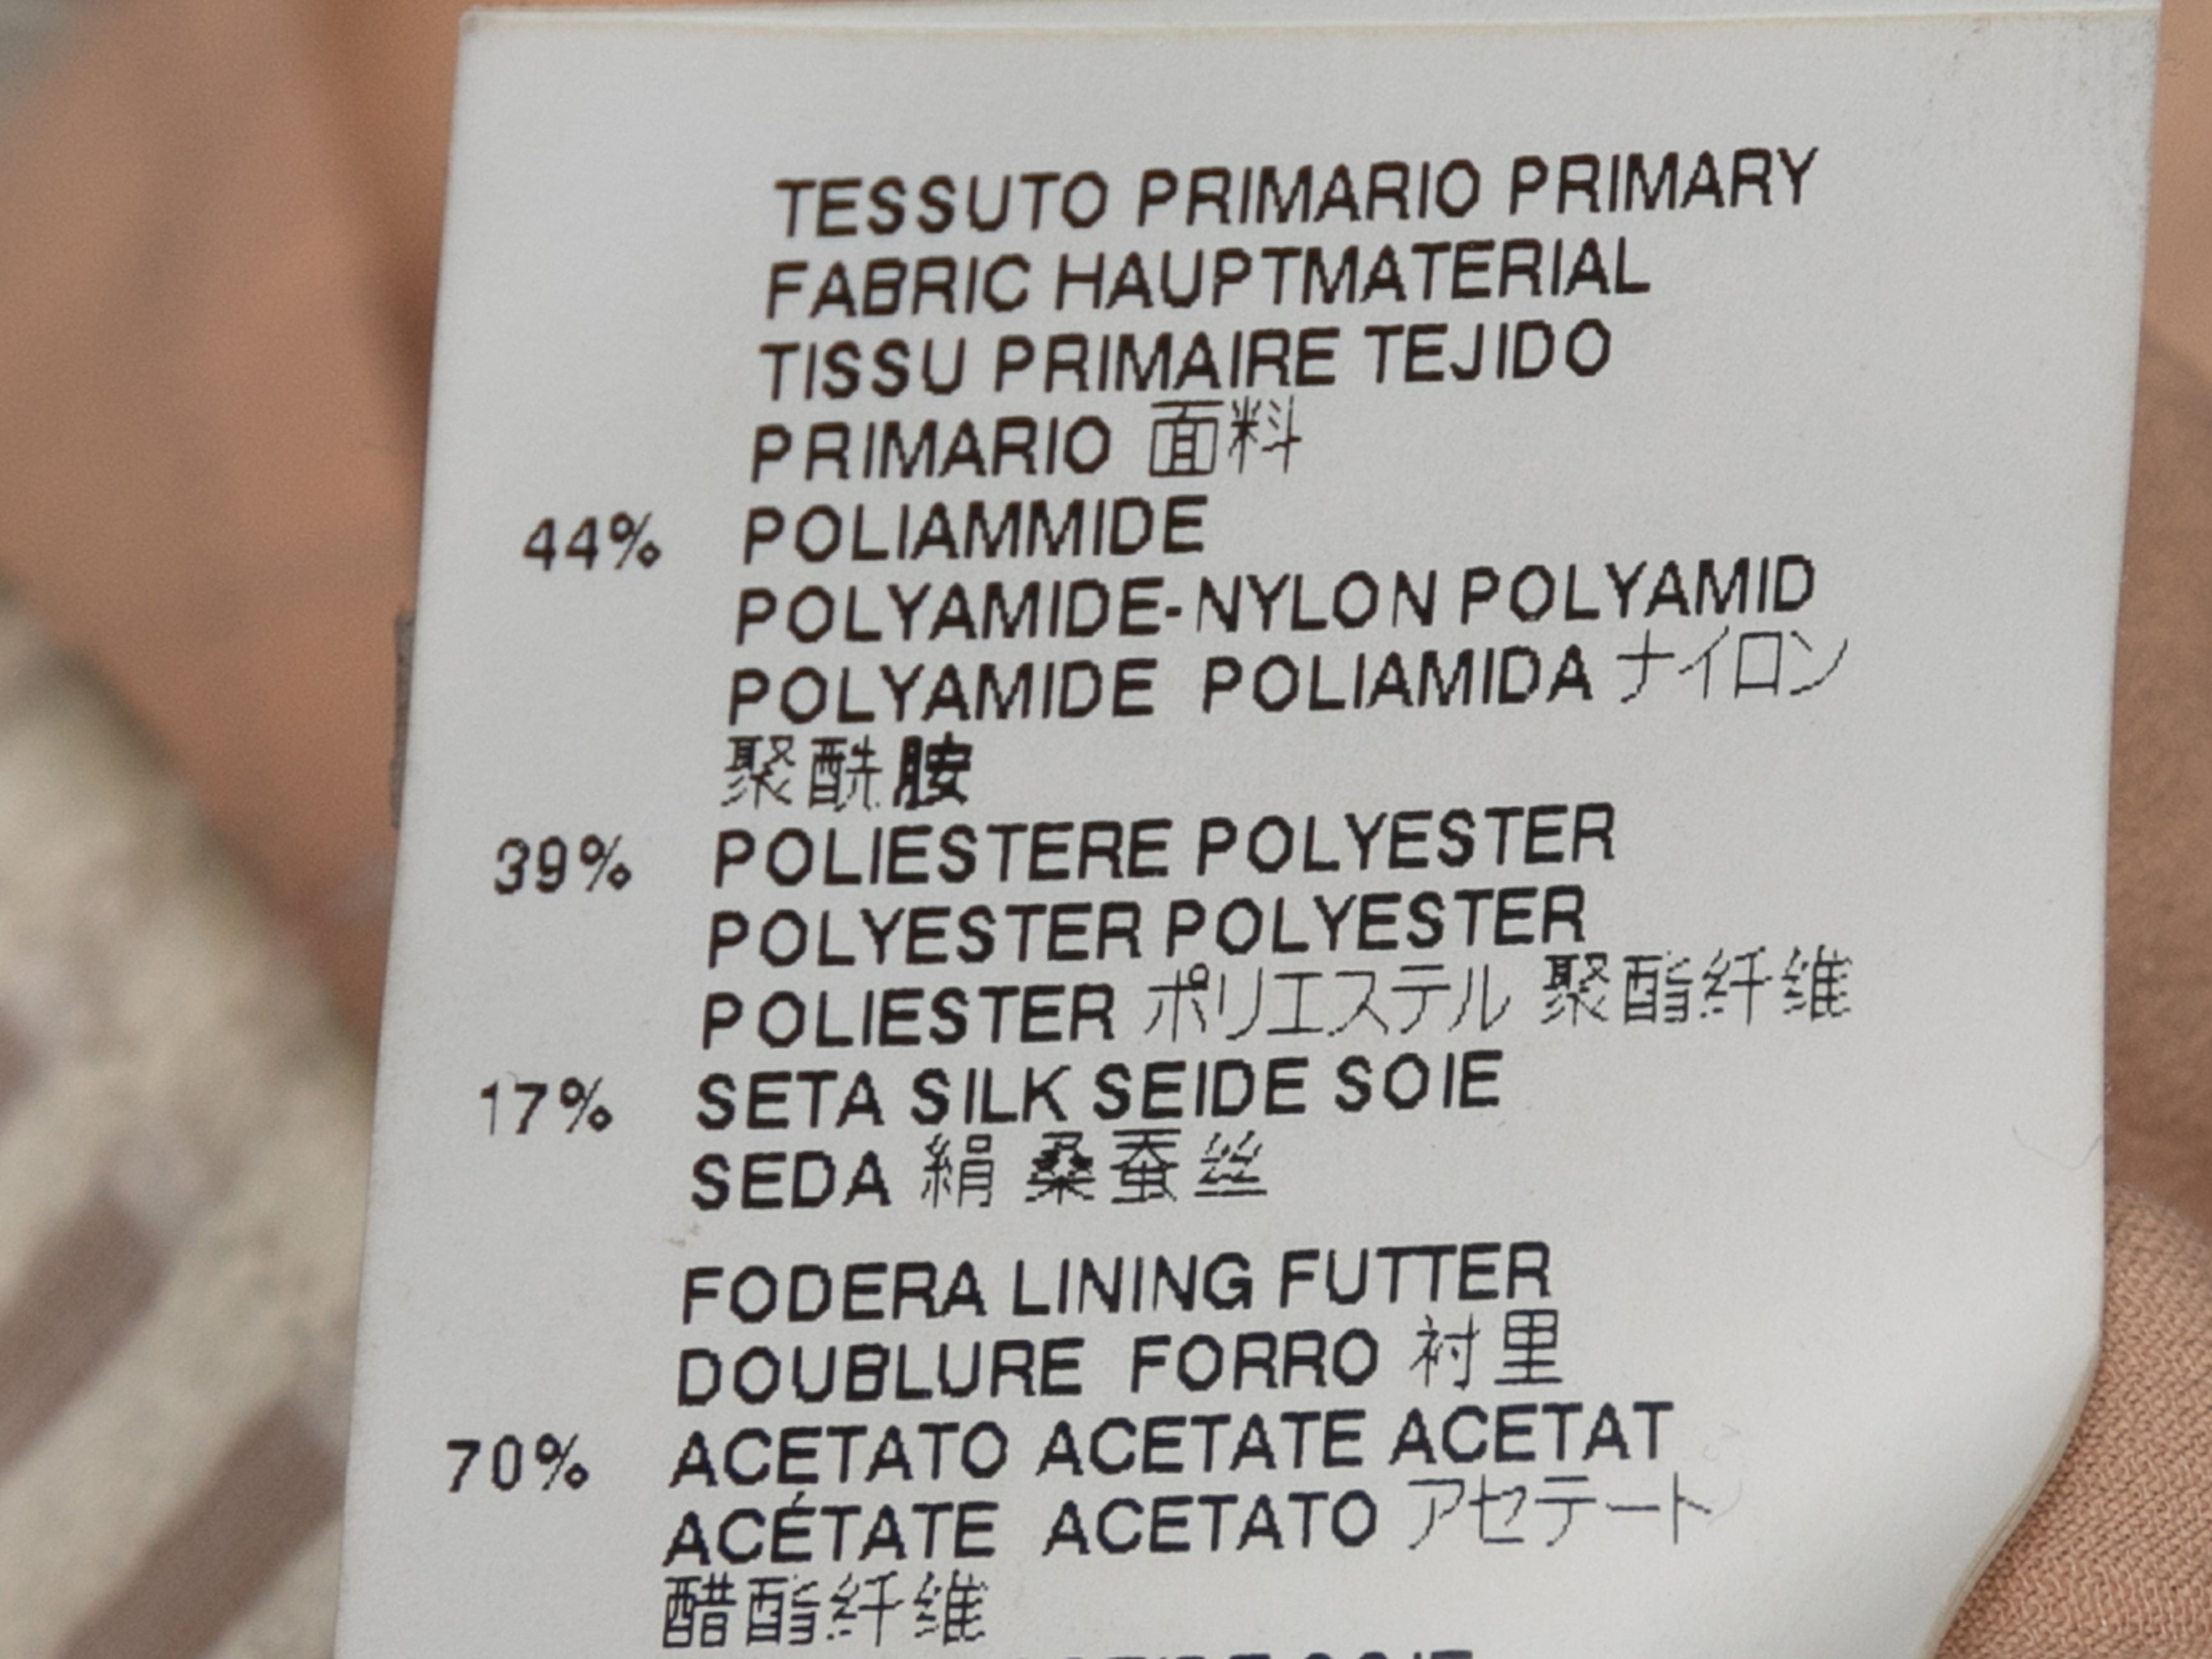 TESSUTO PRIMARIO PRIMARY
FABRIC HAUPTMATERIAL
TISSU PRIMAIRE TEJIDO
PRIMARIO 面料
44% POLIAMMIDE
POLYAMIDE-NYLON POLYAMID
POLYAMIDE POLIAMIDA ナイロン
聚酰胺
39% POLIESTERE POLYESTER
POLYESTER POLYESTER
POLIESTER ポリエステル 聚酯纤维
17% SETA SILK SEIDE SOIE
SEDA 絹 桑蚕丝
FODERA LINING FUTTER
DOUBLURE FORRO 衬里
70% ACETATO ACETATE ACETAT
ACÉTATE ACETATO アセテート
醋酯纤维